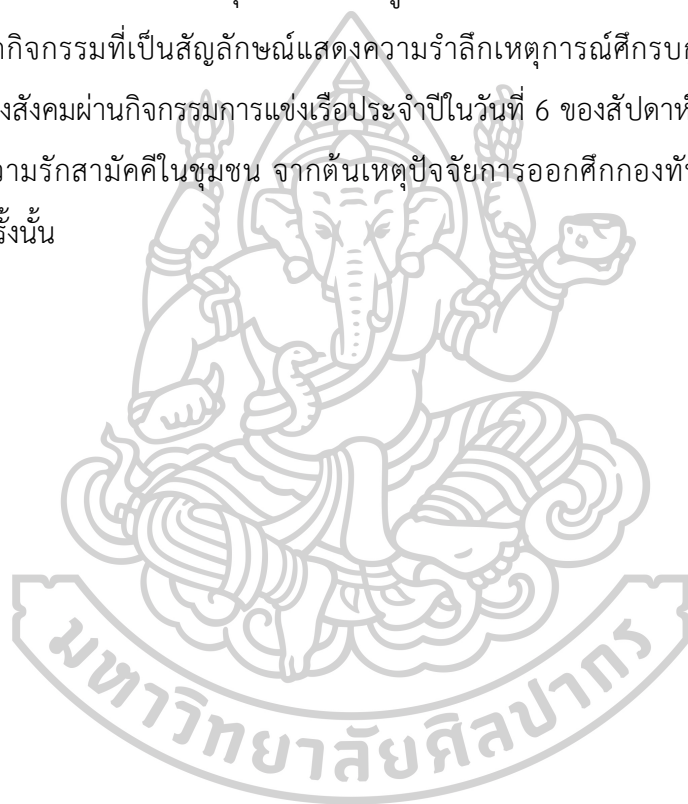 กิจกรรมที่เป็นสัญลักษณ์แสดงความรำลึกเหตุการณ์ศึกรบ
งสังคมผ่านกิจกรรมการแข่งเรือประจำปีในวันที่ 6 ของสัปดาห์
วามรักสามัคคีในชุมชน จากต้นเหตุปัจจัยการออกศึกกองทั
รั้งนั้น
มหาวิทยาลัยศิลปากร